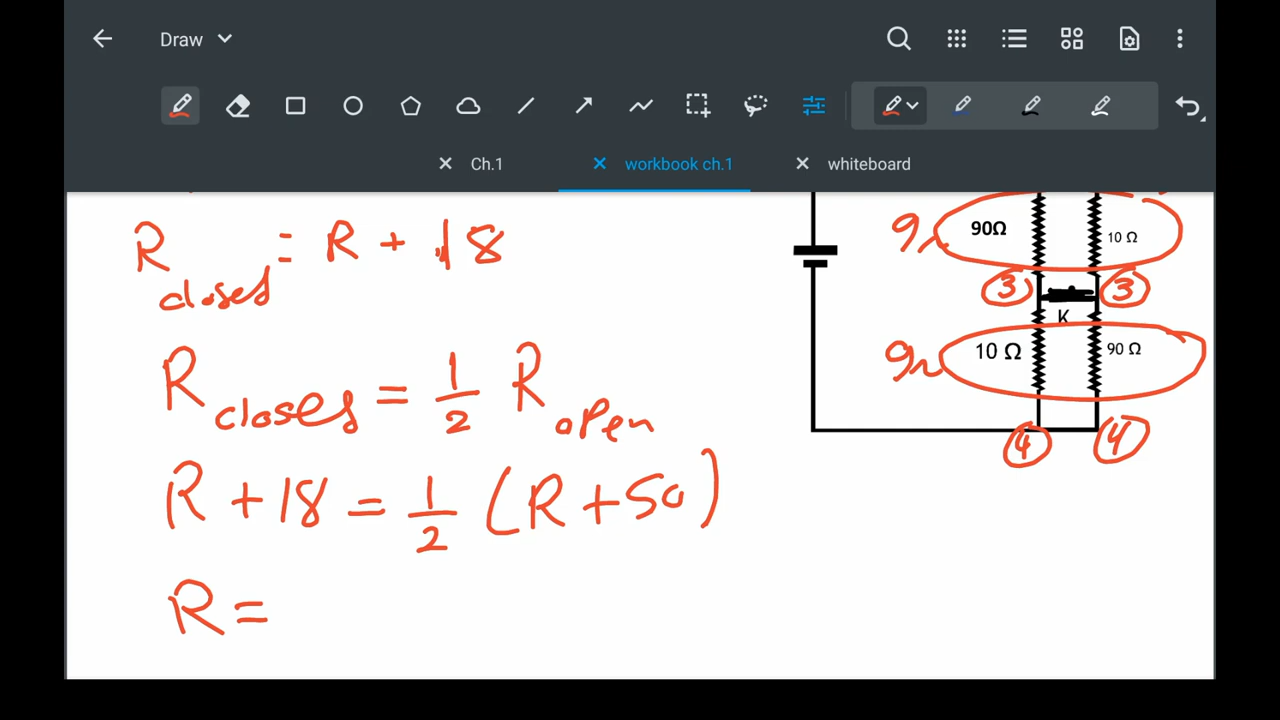 Draw
Ch.1
workbook ch.1
whiteboard
R closes = R + 18
R closes = 1/2 R open
R + 18 = 1/2 (R + 50)
R =
9Ω 90Ω 10 Ω
3 3
K
9Ω 10 Ω 90 Ω
4 4